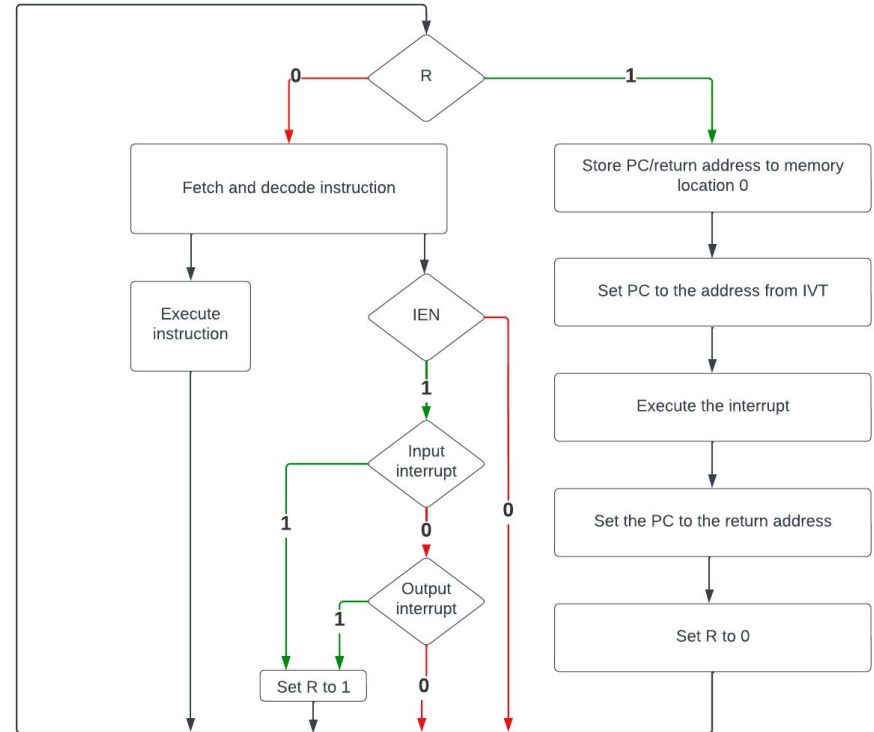 R
0
1
Fetch and decode instruction
Store PC/return address to memory
location 0
Set PC to the address from IVT
Execute
instruction
IEN
1
Execute the interrupt
Input
interrupt
1
0
0
Set the PC to the return address
Output
interrupt
1
Set R to 0
Set R to 1
0